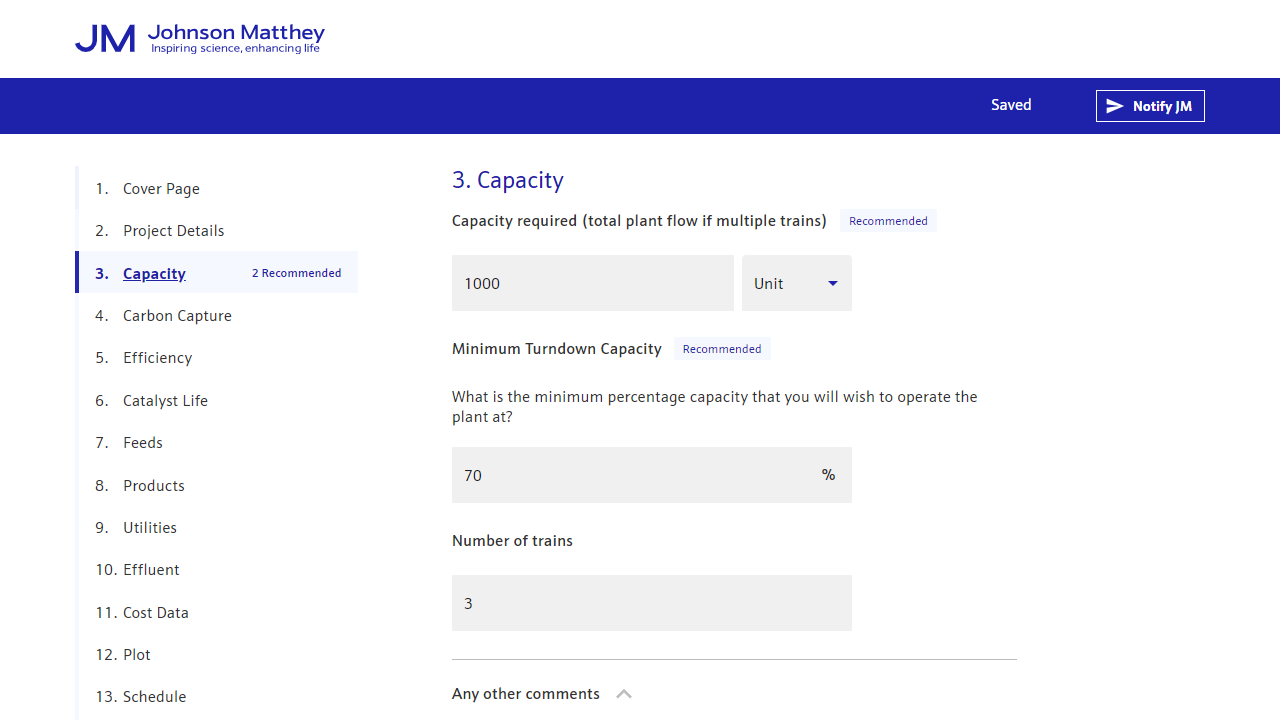 JM Johnson Matthey
Inspiring science, enhancing life
Saved
Notify JM
1. Cover Page
2. Project Details
3. Capacity 2 Recommended
4. Carbon Capture
5. Efficiency
6. Catalyst Life
7. Feeds
8. Products
9. Utilities
10. Effluent
11. Cost Data
12. Plot
13. Schedule
3. Capacity
Capacity required (total plant flow if multiple trains) Recommended
1000 Unit
Minimum Turndown Capacity Recommended
What is the minimum percentage capacity that you will wish to operate the
plant at?
70 %
Number of trains
3
Any other comments